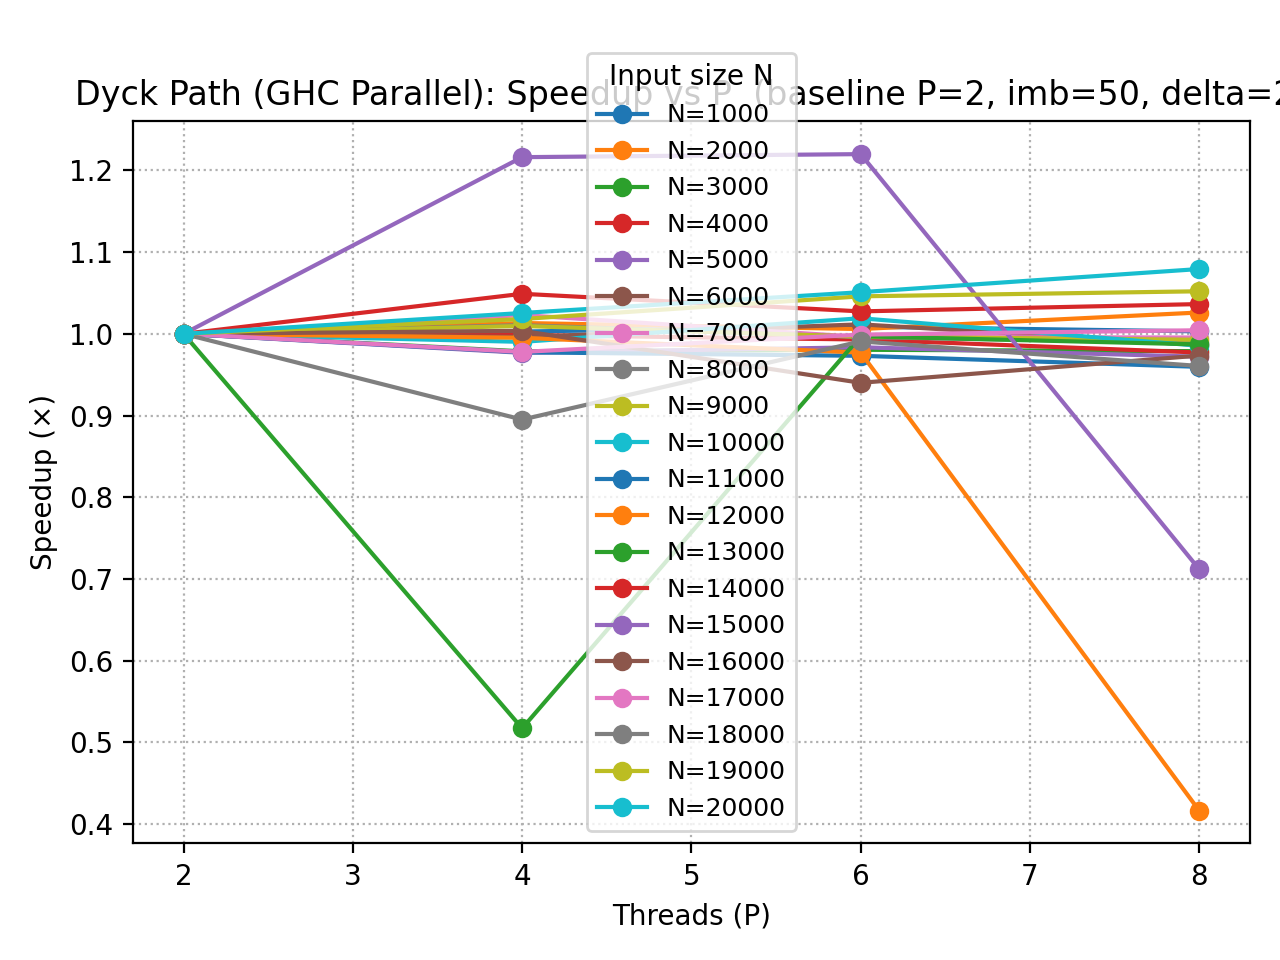 Dyck Path (GHC Parallel): Speedup vs P (baseline P=2, imb=50, delta=2
Input size N
N=1000
N=2000
N=3000
N=4000
N=5000
N=6000
N=7000
N=8000
N=9000
N=10000
N=11000
N=12000
N=13000
N=14000
N=15000
N=16000
N=17000
N=18000
N=19000
N=20000
Speedup (×)
1.2
1.1
1.0
0.9
0.8
0.7
0.6
0.5
0.4
2 3 4 5 6 7 8
Threads (P)